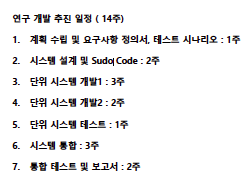 연구 개발 추진 일정 ( 14주)
1. 계획 수립 및 요구사항 정의서, 테스트 시나리오 : 1주
2. 시스템 설계 및 Sudo Code : 2주
3. 단위 시스템 개발1 : 3주
4. 단위 시스템 개발2 : 2주
5. 단위 시스템 테스트 : 1주
6. 시스템 통합 : 3주
7. 통합 테스트 및 보고서 : 2주